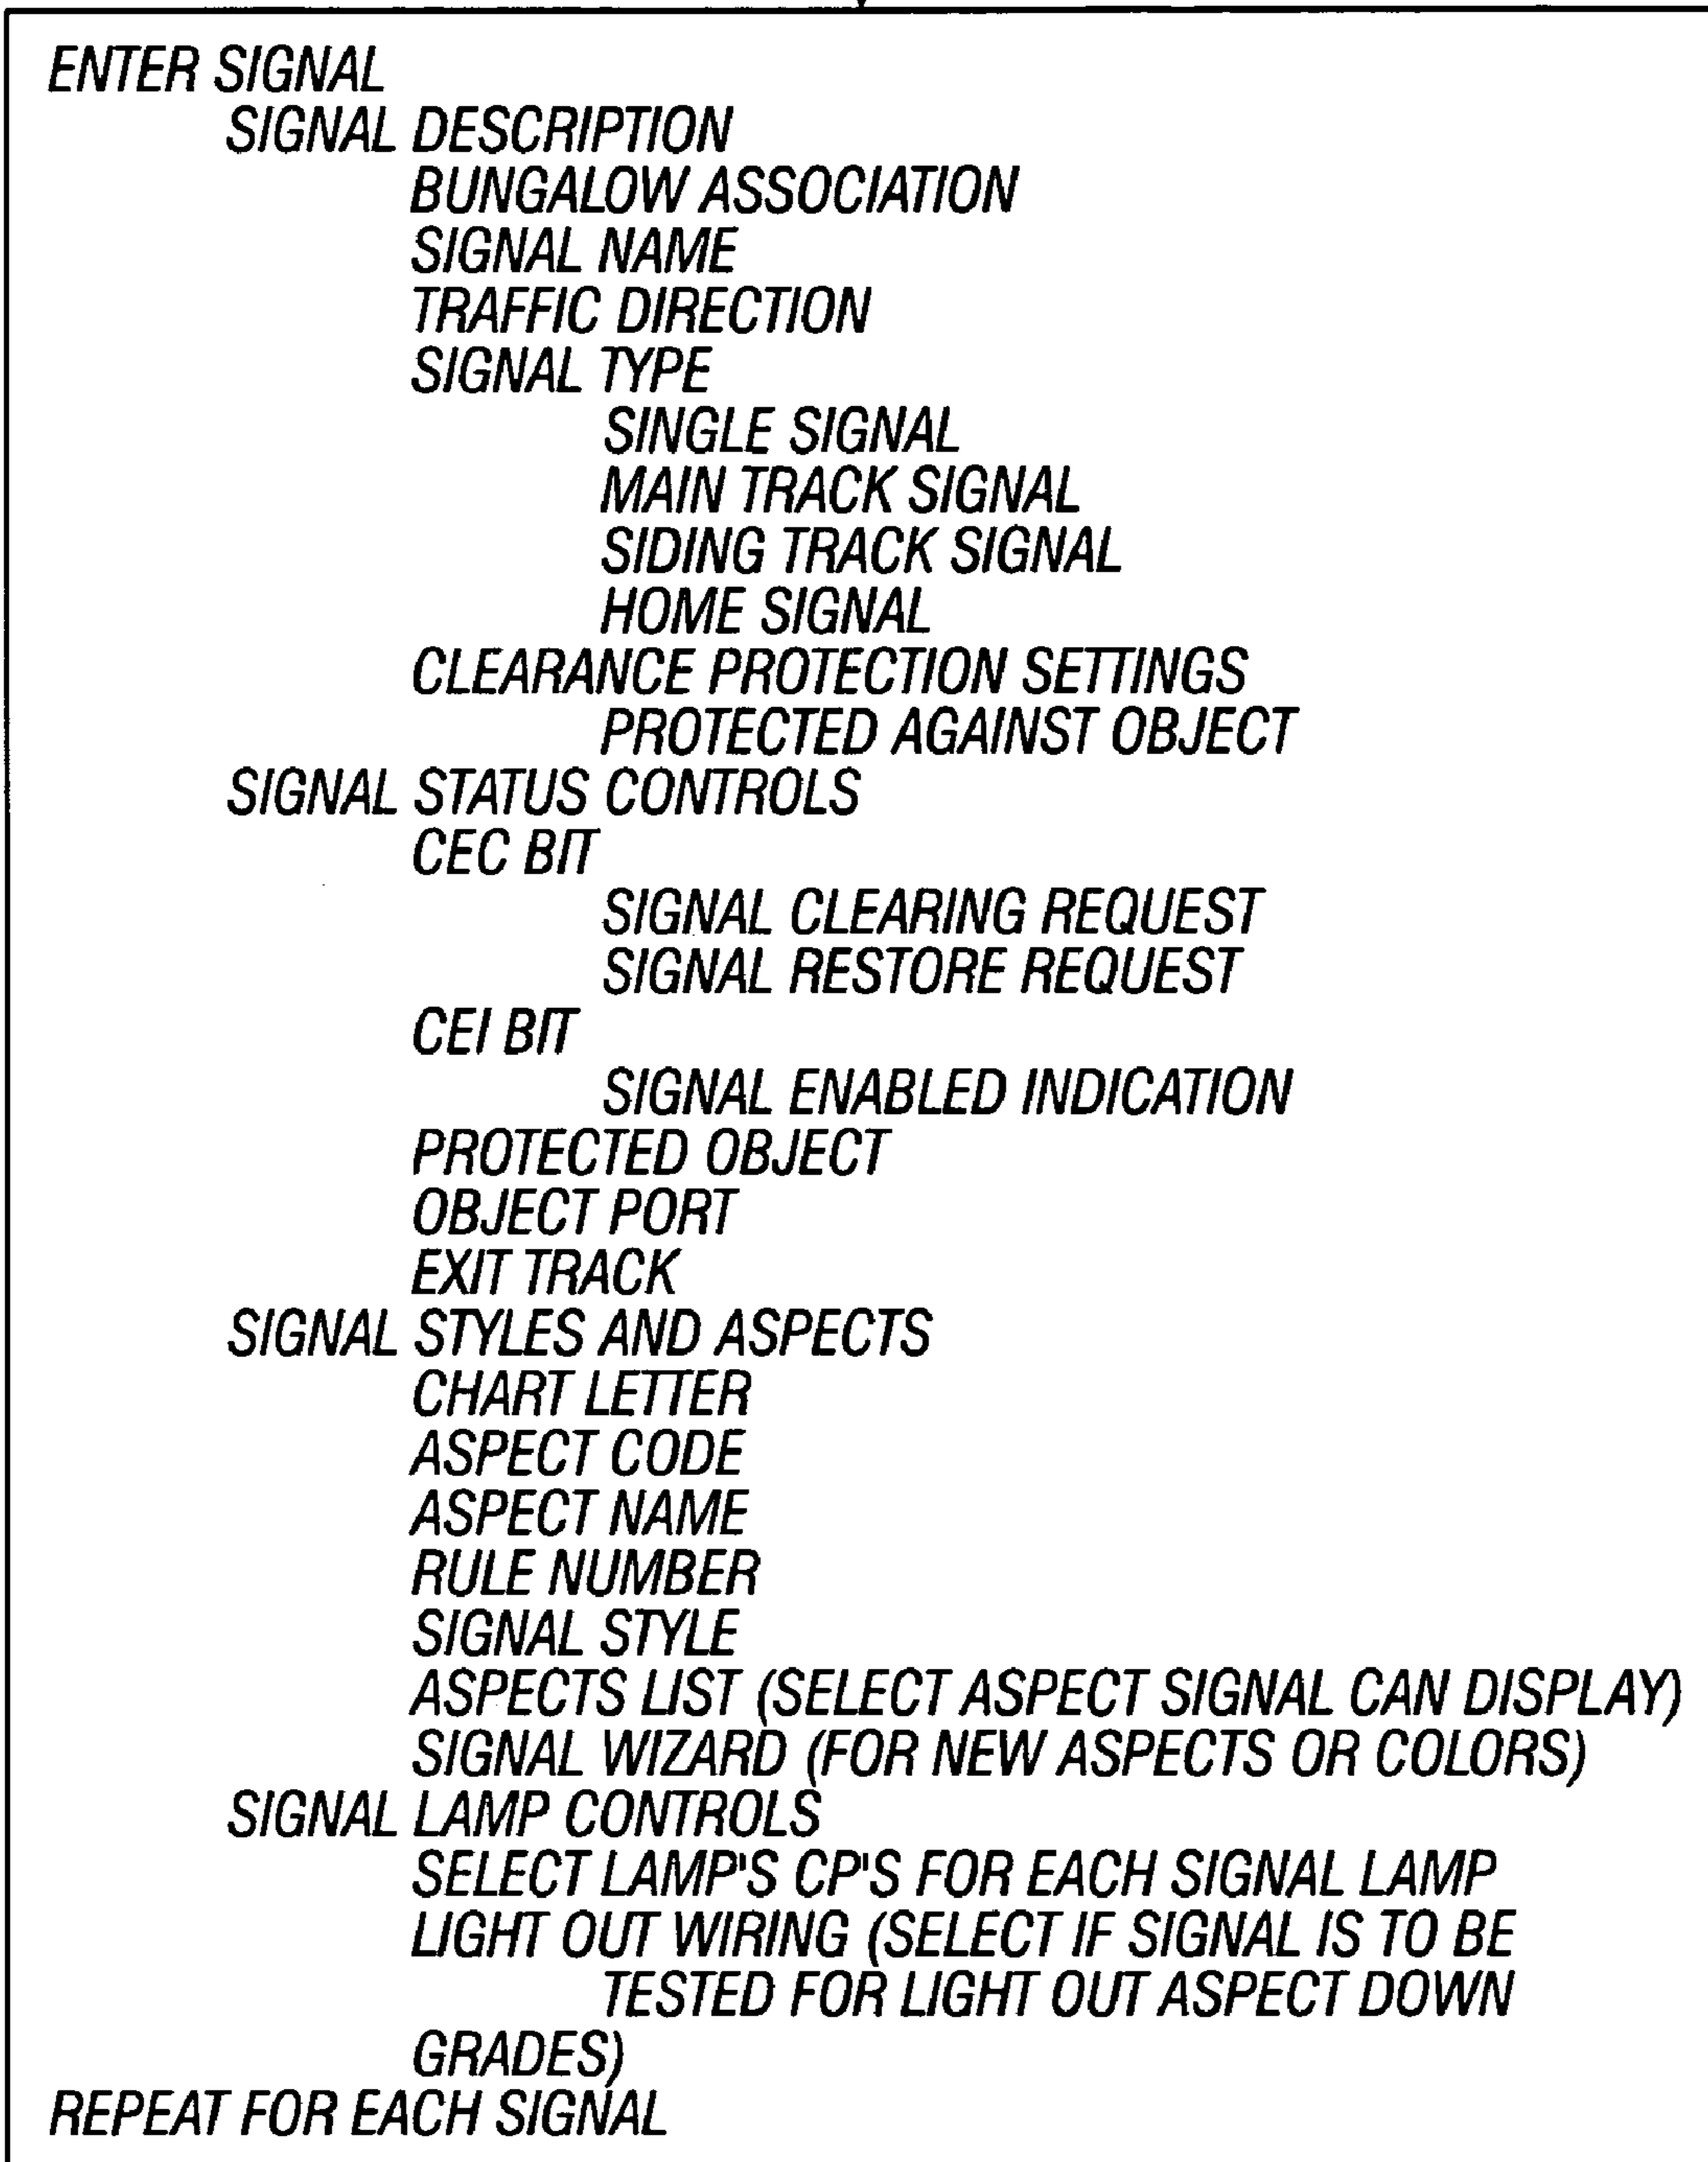 ENTER SIGNAL
SIGNAL DESCRIPTION
BUNGALOW ASSOCIATION
SIGNAL NAME
TRAFFIC DIRECTION
SIGNAL TYPE
SINGLE SIGNAL
MAIN TRACK SIGNAL
SIDING TRACK SIGNAL
HOME SIGNAL
CLEARANCE PROTECTION SETTINGS
PROTECTED AGAINST OBJECT
SIGNAL STATUS CONTROLS
CEC BIT
SIGNAL CLEARING REQUEST
SIGNAL RESTORE REQUEST
CEI BIT
SIGNAL ENABLED INDICATION
PROTECTED OBJECT
OBJECT PORT
EXIT TRACK
SIGNAL STYLES AND ASPECTS
CHART LETTER
ASPECT CODE
ASPECT NAME
RULE NUMBER
SIGNAL STYLE
ASPECTS LIST (SELECT ASPECT SIGNAL CAN DISPLAY)
SIGNAL WIZARD (FOR NEW ASPECTS OR COLORS)
SIGNAL LAMP CONTROLS
SELECT LAMP'S CP'S FOR EACH SIGNAL LAMP
LIGHT OUT WIRING (SELECT IF SIGNAL IS TO BE
TESTED FOR LIGHT OUT ASPECT DOWN
GRADES)
REPEAT FOR EACH SIGNAL